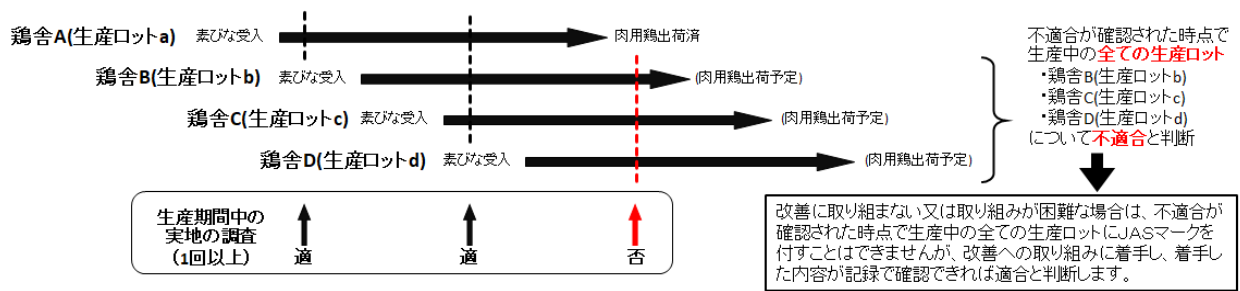 鶏舎A(生産ロットa) 素びな受入 肉用鶏出荷済
鶏舎B(生産ロットb) 素びな受入 (肉用鶏出荷予定)
鶏舎C(生産ロットc) 素びな受入 (肉用鶏出荷予定)
鶏舎D(生産ロットd) 素びな受入 (肉用鶏出荷予定)
生産期間中の
実地の調査
(1回以上)
適 適 否
不適合が確認された時点で
生産中の全ての生産ロット
・鶏舎B(生産ロットb)
・鶏舎C(生産ロットc)
・鶏舎D(生産ロットd)
について不適合と判断
改善に取り組まない又は取り組みが困難な場合は、不適合が
確認された時点で生産中の全ての生産ロットにJASマークを
付すことはできませんが、改善への取り組みに着手し、着手し
た内容が記録で確認できれば適合と判断します。